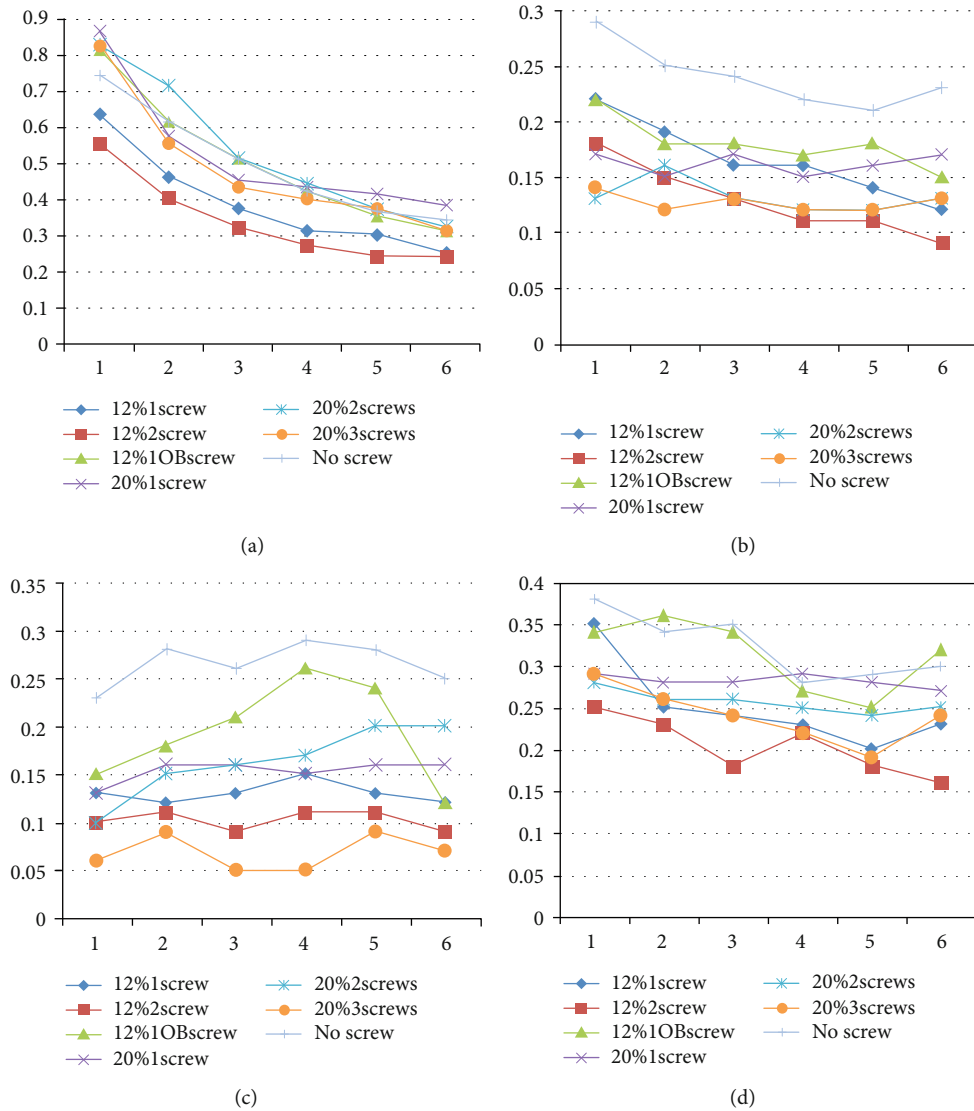 0.9
0.8
0.7
0.6
0.5
0.4
0.3
0.2
0.1
0
1 2 3 4 5 6
12%1screw 20%2screws
12%2screw 20%3screws
12%1OBscrew No screw
20%1screw
(a)
0.3
0.25
0.2
0.15
0.1
0.05
0
1 2 3 4 5 6
12%1screw 20%2screws
12%2screw 20%3screws
12%1OBscrew No screw
20%1screw
(b)
0.35
0.3
0.25
0.2
0.15
0.1
0.05
0
1 2 3 4 5 6
12%1screw 20%2screws
12%2screw 20%3screws
12%1OBscrew No screw
20%1screw
(c)
0.4
0.35
0.3
0.25
0.2
0.15
0.1
0.05
0
1 2 3 4 5 6
12%1screw 20%2screws
12%2screw 20%3screws
12%1OBscrew No screw
20%1screw
(d)